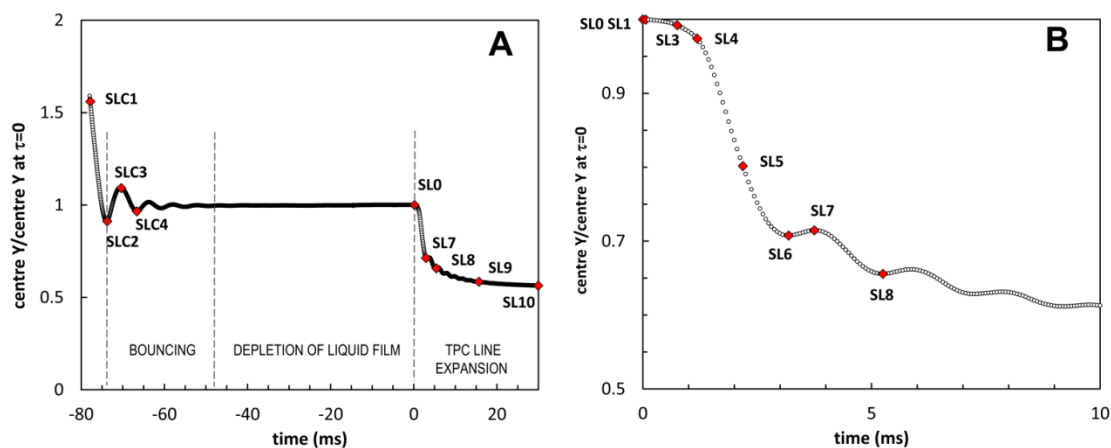 A
2
1.5
1
0.5
0
centre Y/centre Y at τ=0
SLC1
SLC3
SLC2
SLC4
SL0
SL7
SL8
SL9
SL10
BOUNCING
DEPLETION OF LIQUID FILM
TPC LINE
EXPANSION
-80 -60 -40 -20 0 20
time (ms)
B
SL0 SL1
SL3
SL4
0.9
SL5
0.7
SL6
SL7
SL8
0.5
centre Y/centre Y at τ=0
0 5 10
time (ms)